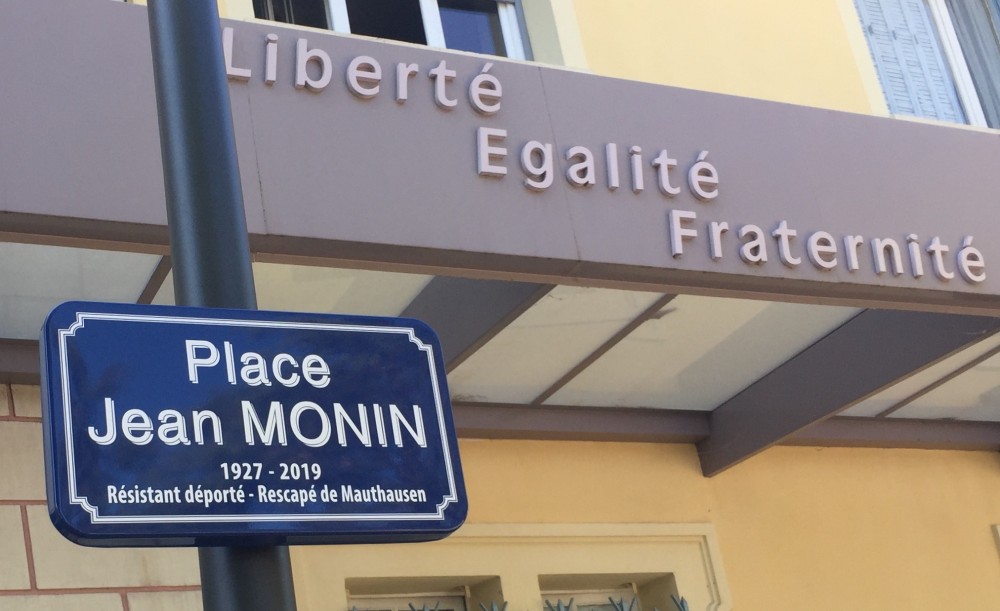 Liberté
Egalité
Fraternité
Place
Jean MONIN
1927 - 2019
Résistant déporté - Rescapé de Mauthausen